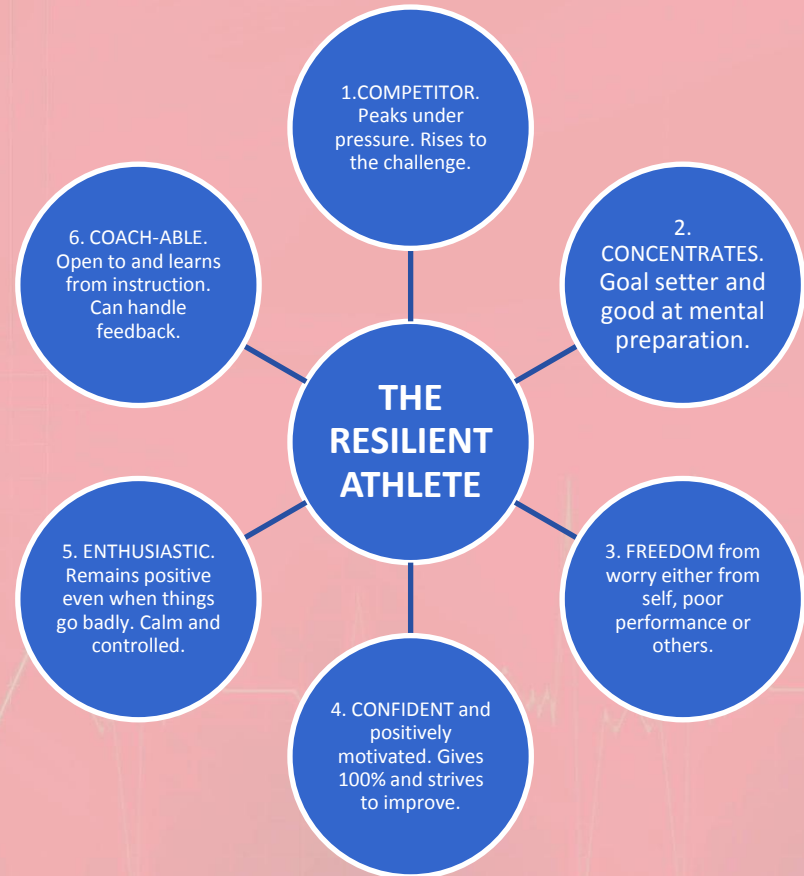 1.COMPETITOR.
Peaks under
pressure. Rises to
the challenge.
2.
CONCENTRATES.
Goal setter and
good at mental
preparation.
3. FREEDOM from
worry either from
self, poor
performance or
others.
4. CONFIDENT and
positively
motivated. Gives
100% and strives
to improve.
5. ENTHUSIASTIC.
Remains positive
even when things
go badly. Calm and
controlled.
6. COACH-ABLE.
Open to and learns
from instruction.
Can handle
feedback.
THE
RESILIENT
ATHLETE